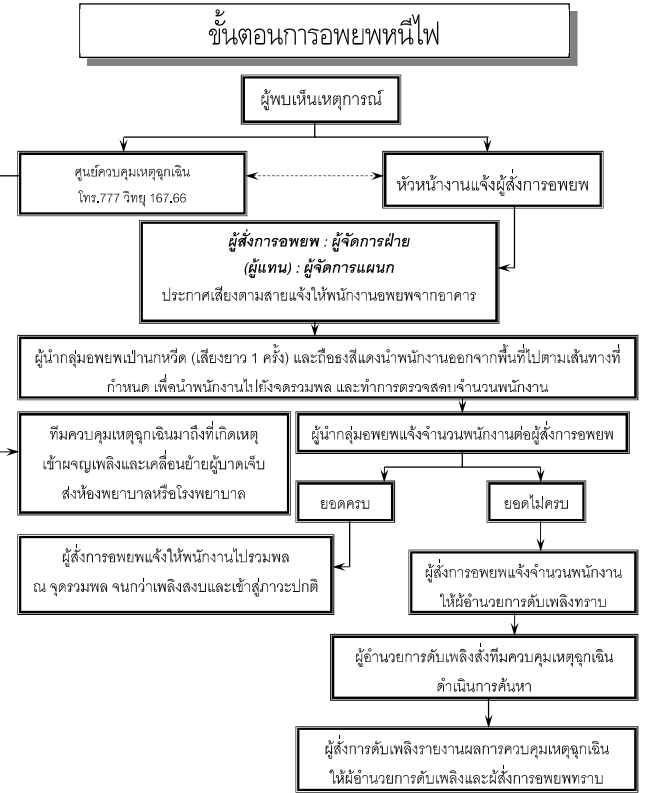 ขั้นตอนการอพยพหนีไฟ
ผู้พบเห็นเหตุการณ์
ศูนย์ควบคุมเหตุฉุกเฉิน
โทร.777 วิทยุ 167.66
หัวหน้างานแจ้งผู้สั่งการอพยพ
ผู้สั่งการอพยพ : ผู้จัดการฝ่าย
(ผู้แทน) : ผู้จัดการแผนก
ประกาศเสียงตามสายแจ้งให้พนักงานอพยพจากอาคาร
ผู้นำกลุ่มอพยพเป่านกหวีด (เสียงยาว 1 ครั้ง) และถือธงสีแดงนำพนักงานออกจากพื้นที่ไปตามเส้นทางที่
กำหนด เพื่อนำพนักงานไปยังจุดรวมพล และทำการตรวจสอบจำนวนพนักงาน
ทีมควบคุมเหตุฉุกเฉินมาถึงที่เกิดเหตุ
เข้าผจญเพลิงและเคลื่อนย้ายผู้บาดเจ็บ
ส่งห้องพยาบาลหรือโรงพยาบาล
ผู้นำกลุ่มอพยพแจ้งจำนวนพนักงานต่อผู้สั่งการอพยพ
ยอดครบ
ยอดไม่ครบ
ผู้สั่งการอพยพแจ้งให้พนักงานไปรวมพล
ณ จุดรวมพล จนกว่าเพลิงสงบและเข้าสู่ภาวะปกติ
ผู้สั่งการอพยพแจ้งจำนวนพนักงาน
ให้ผู้อำนวยการดับเพลิงทราบ
ผู้อำนวยการดับเพลิงสั่งทีมควบคุมเหตุฉุกเฉิน
ดำเนินการค้นหา
ผู้สั่งการดับเพลิงรายงานผลการควบคุมเหตุฉุกเฉิน
ให้ผู้อำนวยการดับเพลิงและผู้สั่งการอพยพทราบ